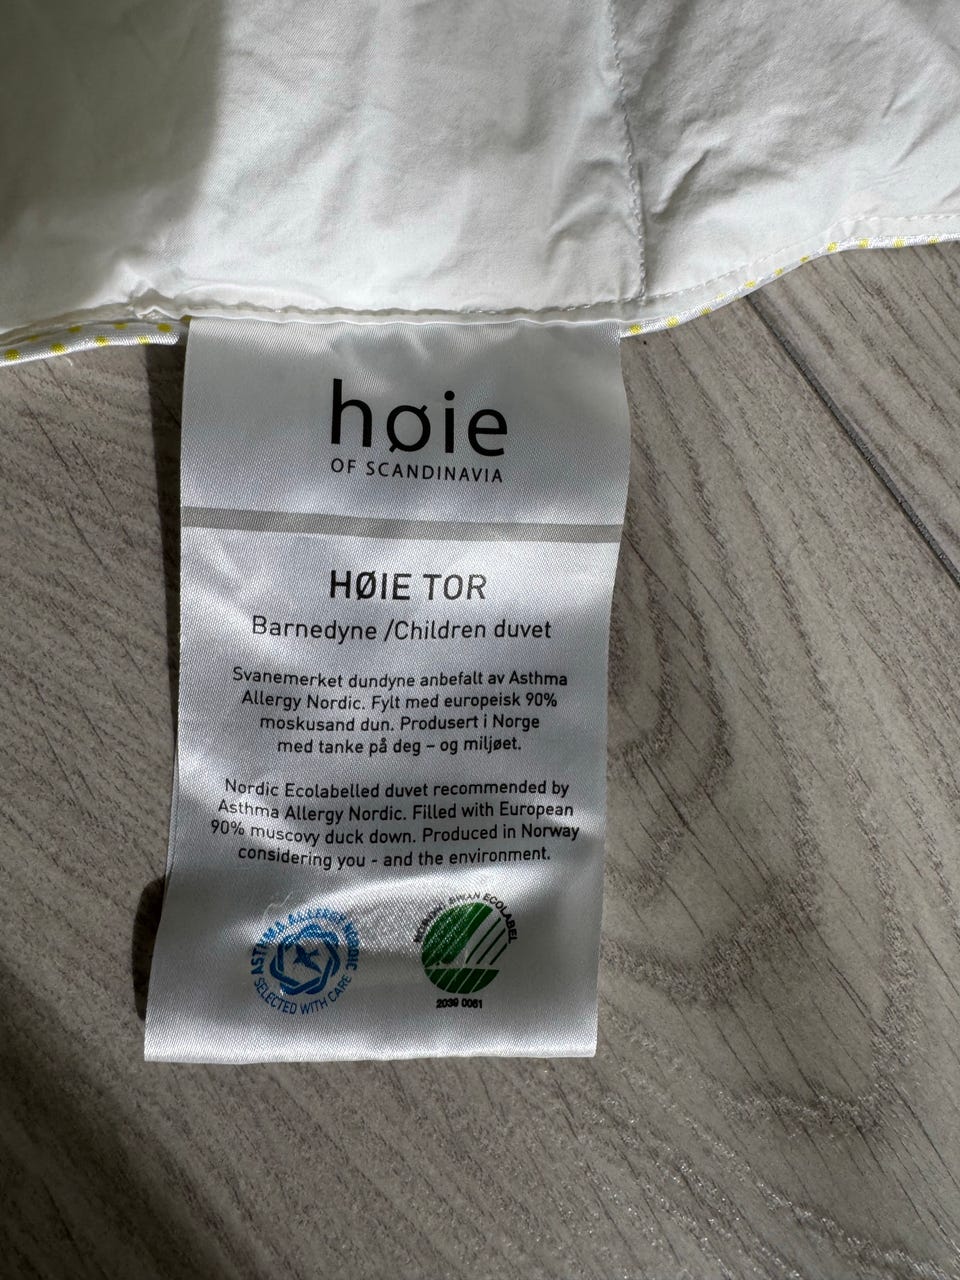 høie
OF SCANDINAVIA
HØIE TOR
Barnedyne /Children duvet
Svanemerket dundyne anbefalt av Asthma
Allergy Nordic. Fylt med europeisk 90%
moskusand dun. Produsert i Norge
med tanke på deg – og miljøet.
Nordic Ecolabelled duvet recommended by
Asthma Allergy Nordic. Filled with European
90% muscovy duck down. Produced in Norway
considering you - and the environment.
ASTHMA ALLERGY NORDIC
SELECTED WITH CARE
NORDIC SWAN ECOLABEL
2039 0061